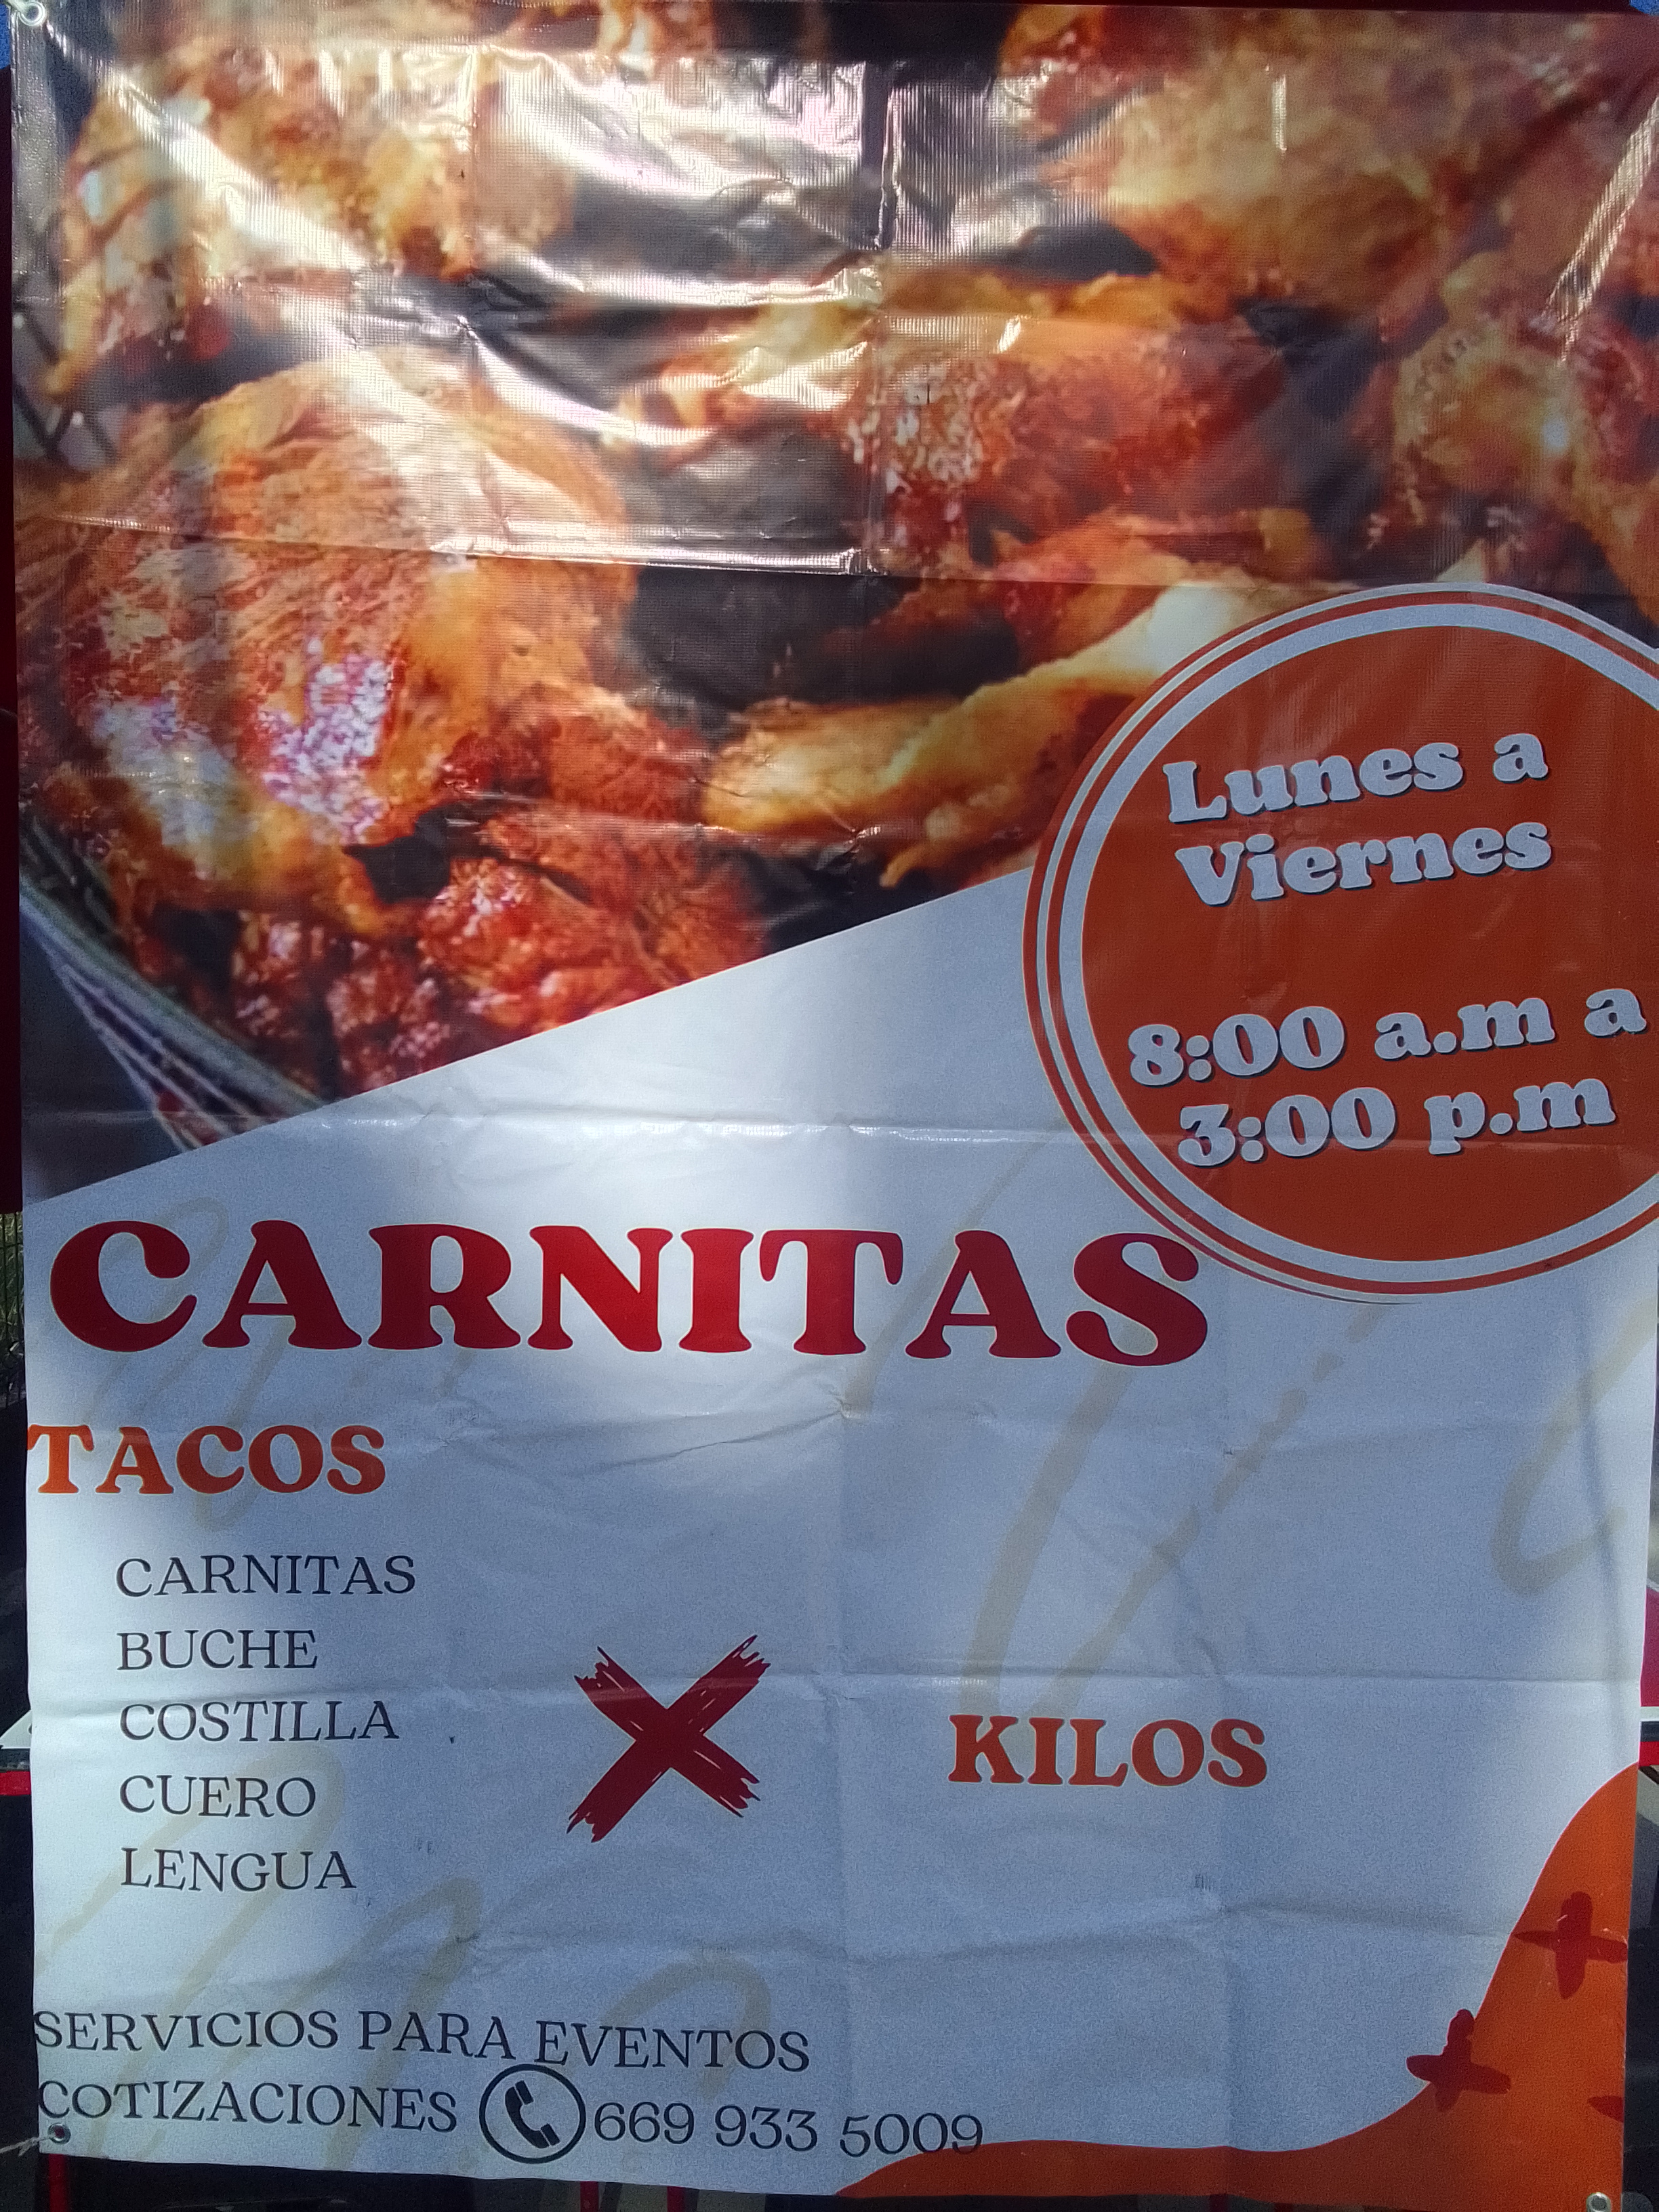 Lunes a
Viernes
8:00 a.m a
3:00 p.m
CARNITAS
TACOS
CARNITAS
BUCHE
COSTILLA
CUERO
LENGUA
X
KILOS
SERVICIOS PARA EVENTOS
COTIZACIONES 669 933 5009